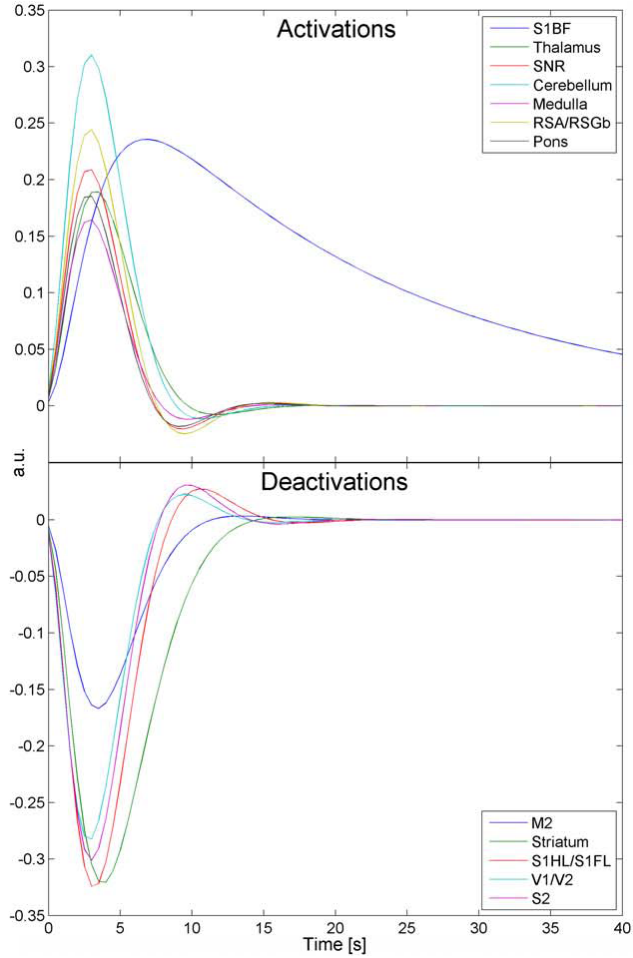 Activations
S1BF
Thalamus
SNR
Cerebellum
Medulla
RSA/RSGb
Pons
0.35
0.3
0.25
0.2
0.15
0.1
0.05
0
a.u.
Deactivations
0
-0.05
-0.1
-0.15
-0.2
-0.25
-0.3
-0.35
M2
Striatum
S1HL/S1FL
V1/V2
S2
0 5 10 15 20 25 30 35 40
Time [s]